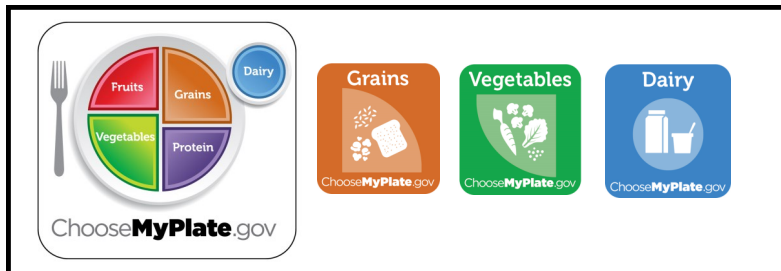 Fruits
Grains
Dairy
Vegetables
Protein
ChooseMyPlate.gov
Grains
ChooseMyPlate.gov
Vegetables
ChooseMyPlate.gov
Dairy
ChooseMyPlate.gov